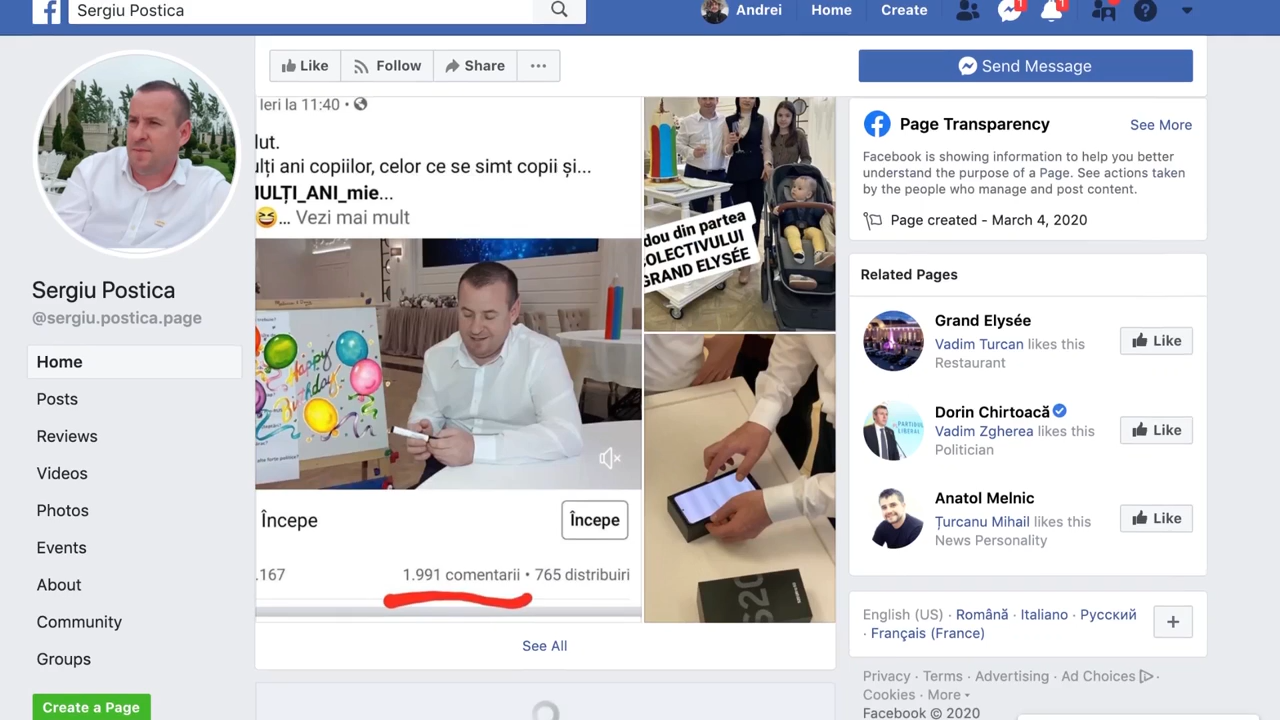 Sergiu Postica
Andrei
Home
Create
1
1
Like
Follow
Share
Send Message
Sergiu Postica
@sergiu.postica.page
Home
Posts
Reviews
Videos
Photos
Events
About
Community
Groups
Create a Page
Ieri la 11:40
lut.
ulți ani copiilor, celor ce se simt copii și...
MULȚI_ANI_mie...
... Vezi mai mult
Happy
Birthday
Începe
Începe
.167
1.991 comentarii • 765 distribuiri
dou din partea
COLECTIVULUI
GRAND ELYSÉE
S20
See All
Page Transparency
See More
Facebook is showing information to help you better
understand the purpose of a Page. See actions taken
by the people who manage and post content.
Page created - March 4, 2020
Related Pages
Grand Elysée
Vadim Turcan likes this
Restaurant
Like
Dorin Chirtoacă
Vadim Zgherea likes this
Politician
Like
Anatol Melnic
Țurcanu Mihail likes this
News Personality
Like
English (US) · Română · Italiano · Русский
· Français (France)
Privacy · Terms · Advertising · Ad Choices ·
Cookies · More
Facebook © 2020